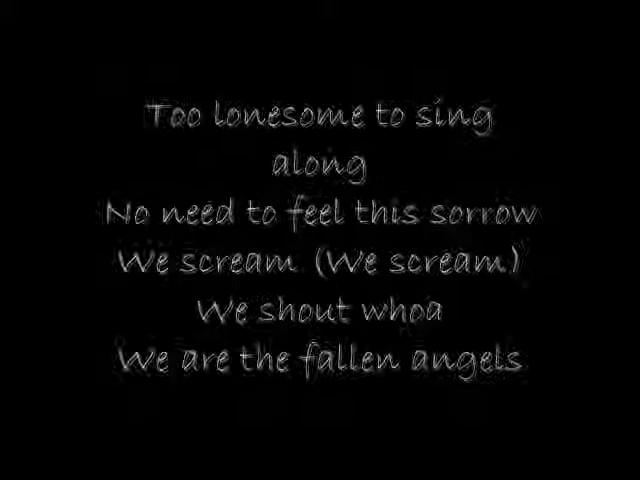 Too lonesome to sing
along
No need to feel this sorrow
We scream (We scream)
We shout whoa
We are the fallen angels